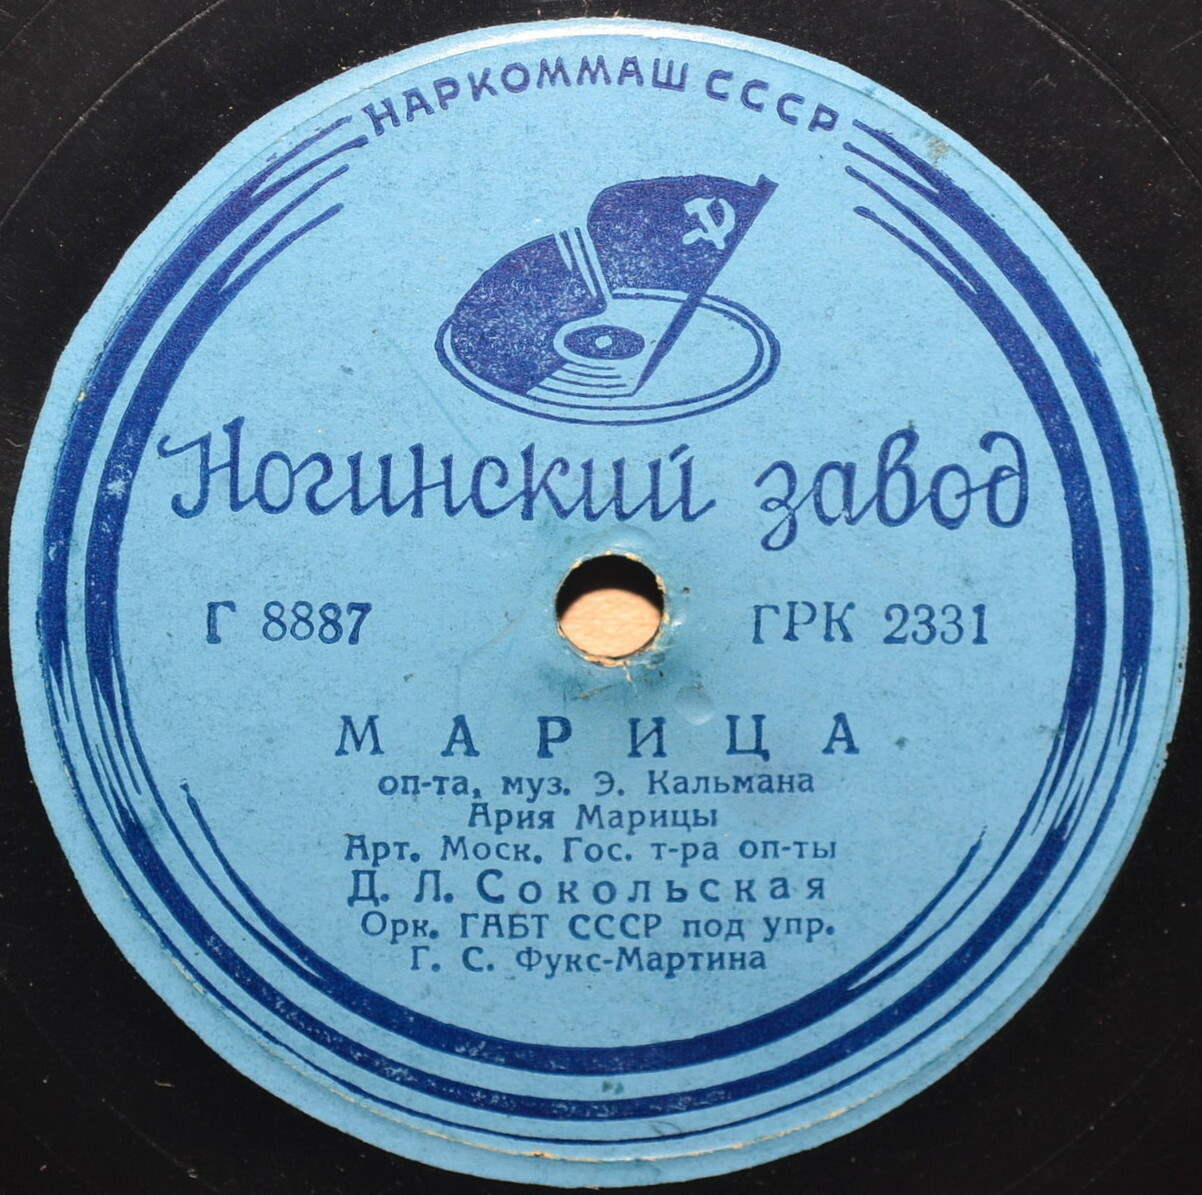 НАРКОММАШ СССР
Ногинский завод
Г 8887 ГРК 2331
МАРИЦА
оп-та, муз. Э. Кальмана
Ария Марицы
Арт. Моск. Гос. т-ра оп-ты
Д. Л. Сокольская
Орк. ГАБТ СССР под упр.
Г. С. Фукс-Мартина